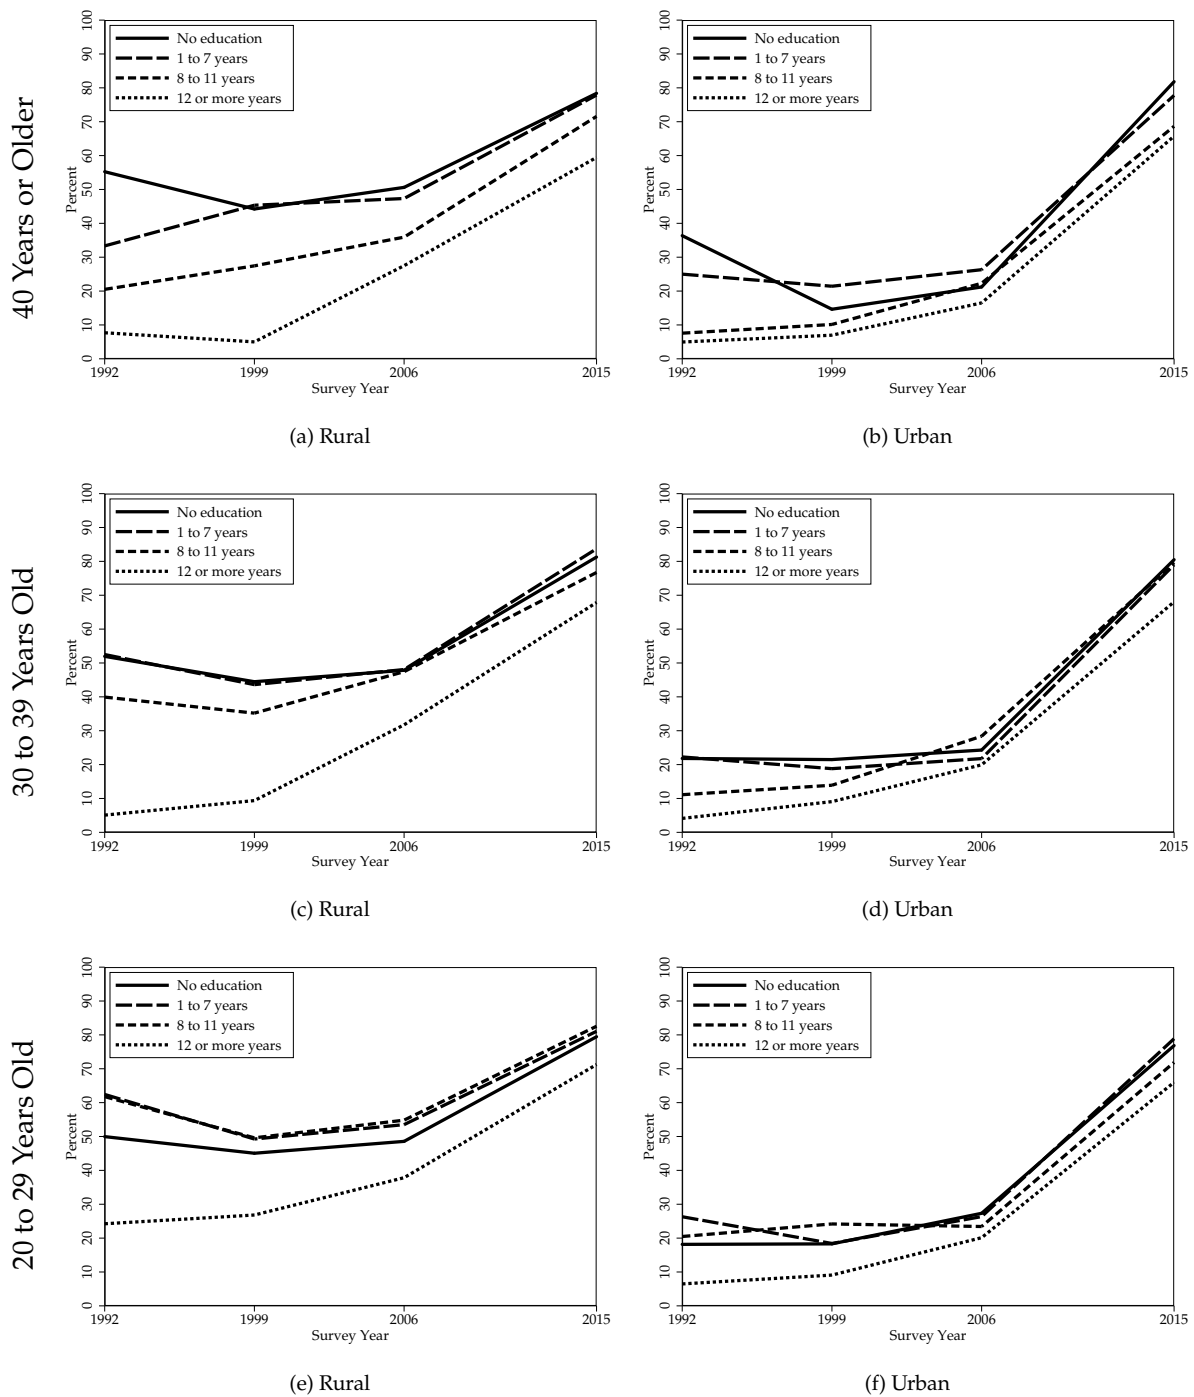 40 Years or Older
Percent
0 10 20 30 40 50 60 70 80 90 100
No education
1 to 7 years
8 to 11 years
12 or more years
1992 1999 2006 2015
Survey Year
(a) Rural
Percent
0 10 20 30 40 50 60 70 80 90 100
No education
1 to 7 years
8 to 11 years
12 or more years
1992 1999 2006 2015
Survey Year
(b) Urban
30 to 39 Years Old
Percent
0 10 20 30 40 50 60 70 80 90 100
No education
1 to 7 years
8 to 11 years
12 or more years
1992 1999 2006 2015
Survey Year
(c) Rural
Percent
0 10 20 30 40 50 60 70 80 90 100
No education
1 to 7 years
8 to 11 years
12 or more years
1992 1999 2006 2015
Survey Year
(d) Urban
20 to 29 Years Old
Percent
0 10 20 30 40 50 60 70 80 90 100
No education
1 to 7 years
8 to 11 years
12 or more years
1992 1999 2006 2015
Survey Year
(e) Rural
Percent
0 10 20 30 40 50 60 70 80 90 100
No education
1 to 7 years
8 to 11 years
12 or more years
1992 1999 2006 2015
Survey Year
(f) Urban